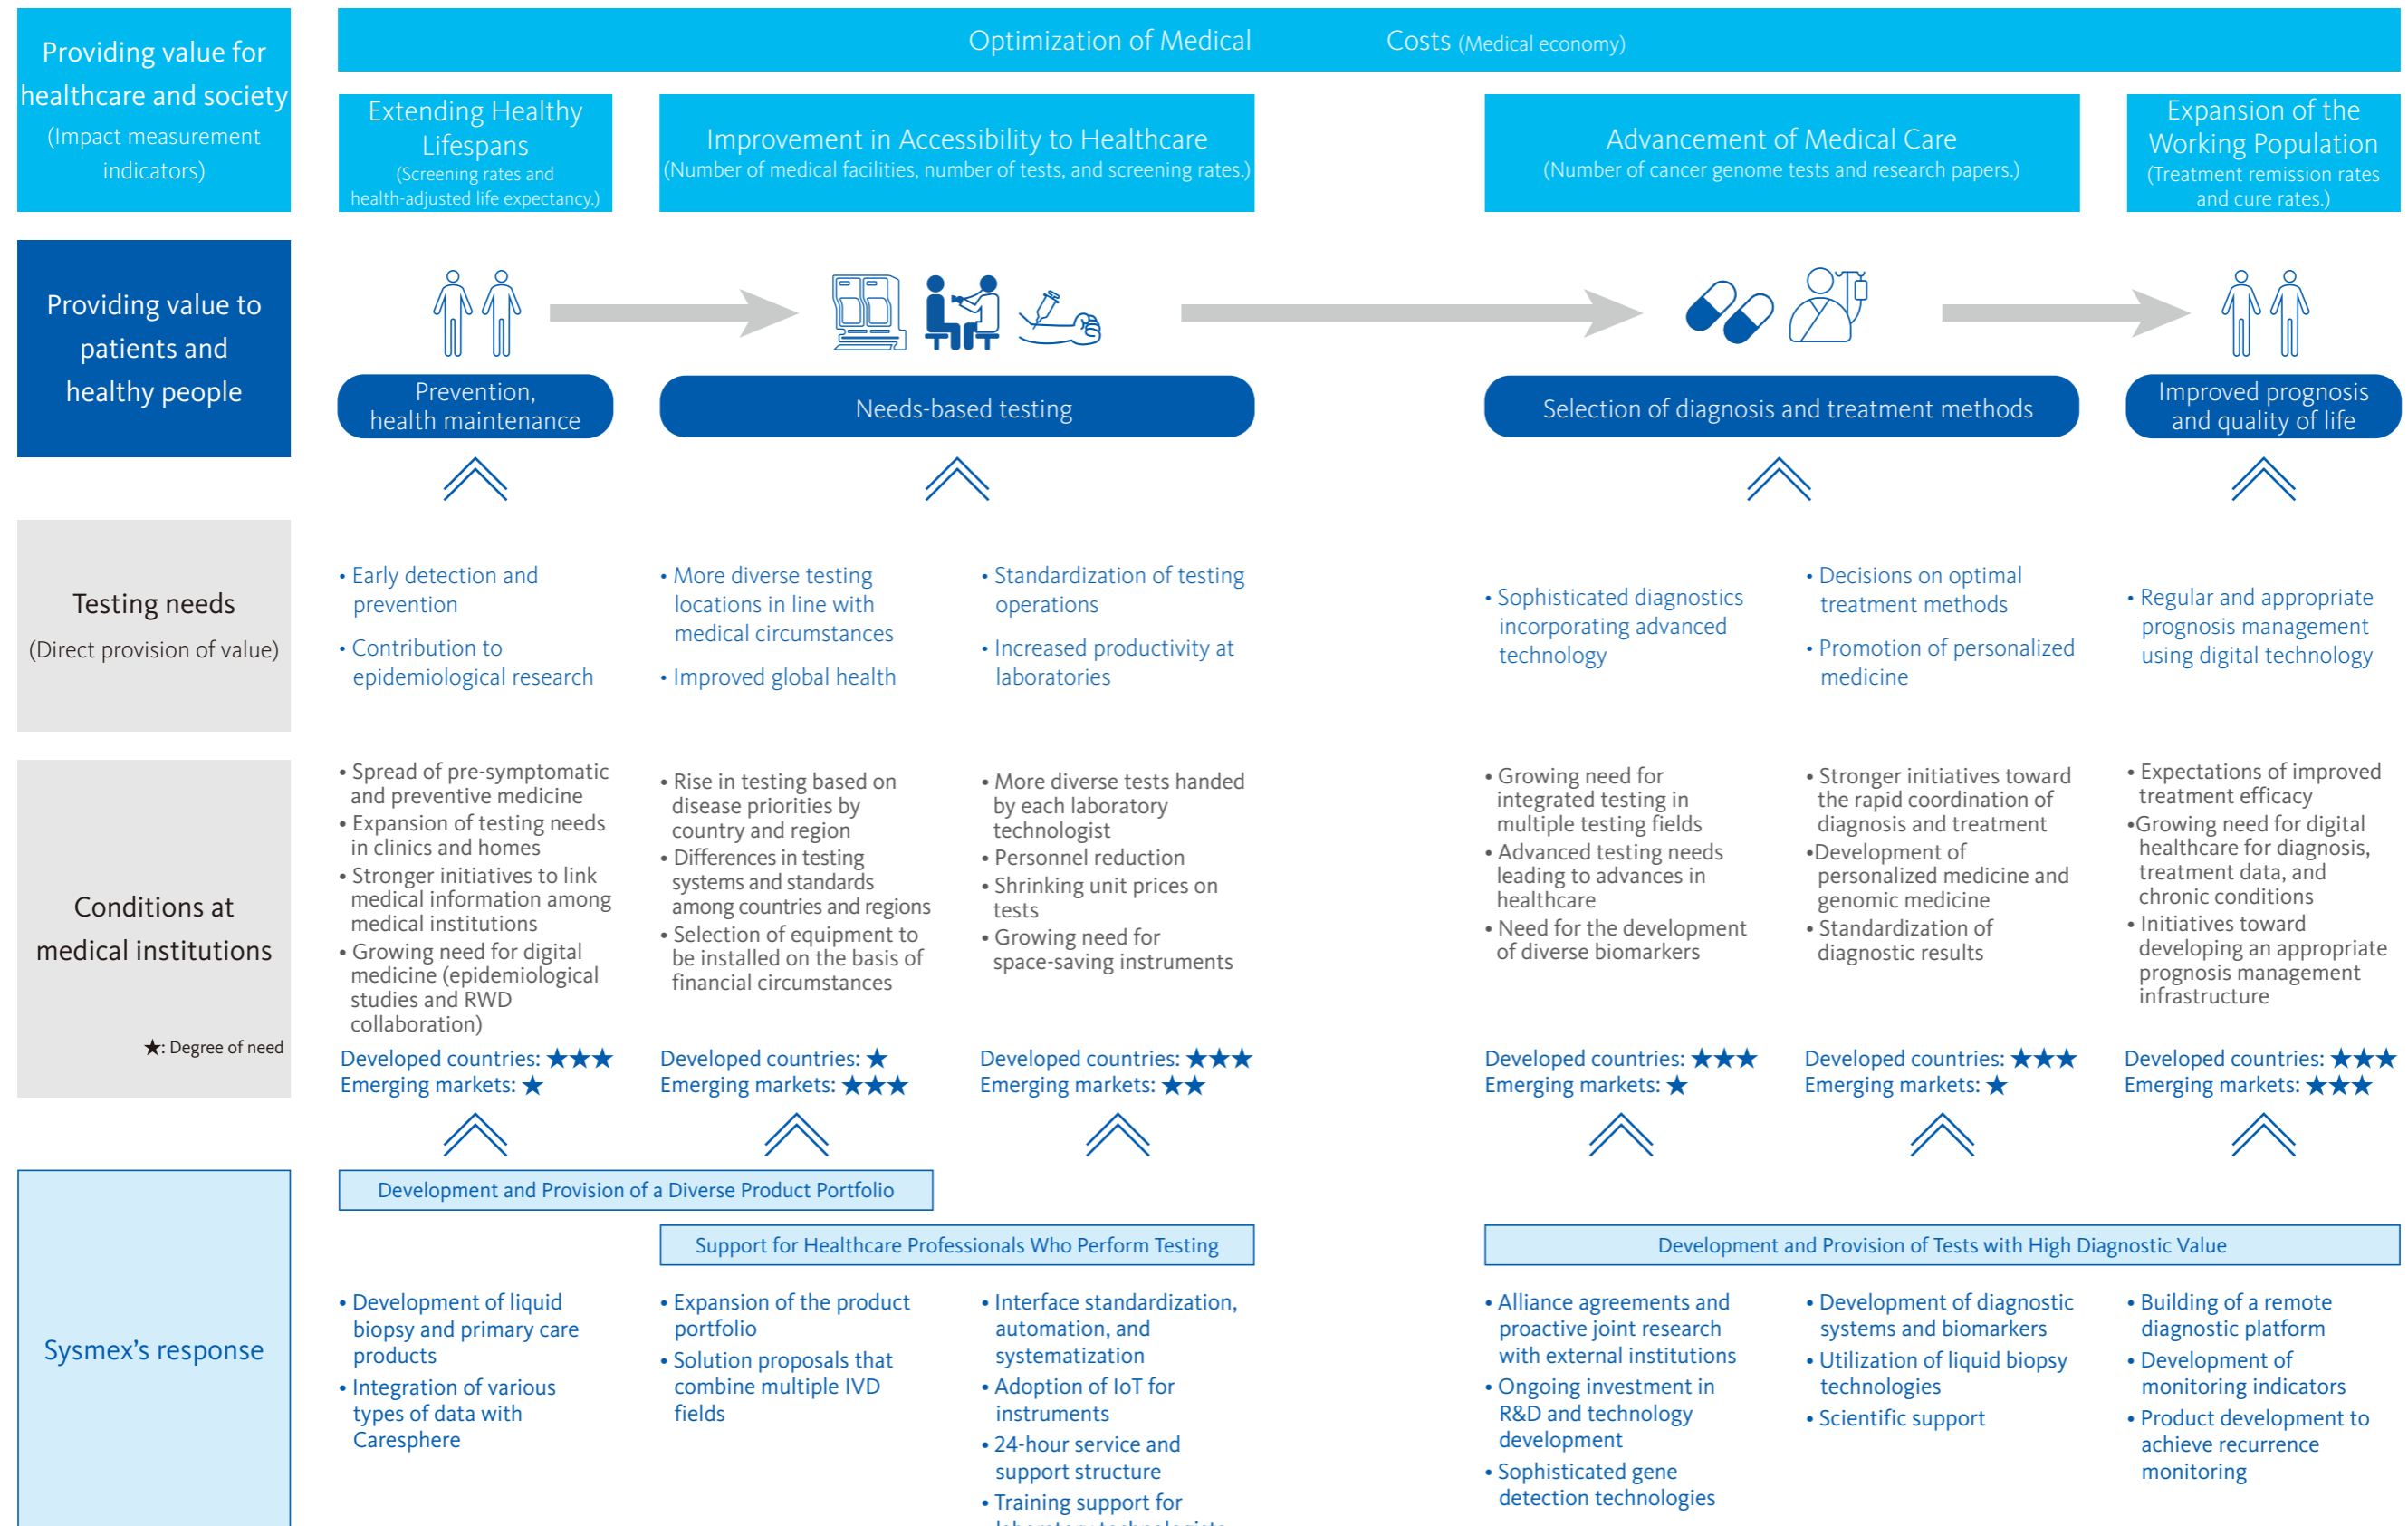 Providing value for
healthcare and society
(Impact measurement
indicators)
Optimization of Medical Costs (Medical economy)
Extending Healthy
Lifespans
(Screening rates and
health-adjusted life expectancy.)
Improvement in Accessibility to Healthcare
(Number of medical facilities, number of tests, and screening rates.)
Advancement of Medical Care
(Number of cancer genome tests and research papers.)
Expansion of the
Working Population
(Treatment remission rates
and cure rates.)
Providing value to
patients and
healthy people
Prevention,
health maintenance
Needs-based testing
Selection of diagnosis and treatment methods
Improved prognosis
and quality of life
Testing needs
(Direct provision of value)
• Early detection and
prevention
• Contribution to
epidemiological research
• More diverse testing
locations in line with
medical circumstances
• Improved global health
• Standardization of testing
operations
• Increased productivity at
laboratories
• Sophisticated diagnostics
incorporating advanced
technology
• Decisions on optimal
treatment methods
• Promotion of personalized
medicine
• Regular and appropriate
prognosis management
using digital technology
Conditions at
medical institutions
★: Degree of need
• Spread of pre-symptomatic
and preventive medicine
• Expansion of testing needs
in clinics and homes
• Stronger initiatives to link
medical information among
medical institutions
• Growing need for digital
medicine (epidemiological
studies and RWD
collaboration)
Developed countries: ★★★
Emerging markets: ★
• Rise in testing based on
disease priorities by
country and region
• Differences in testing
systems and standards
among countries and regions
• Selection of equipment to
be installed on the basis of
financial circumstances
Developed countries: ★
Emerging markets: ★★★
• More diverse tests handed
by each laboratory
technologist
• Personnel reduction
• Shrinking unit prices on
tests
• Growing need for
space-saving instruments
Developed countries: ★★★
Emerging markets: ★★
• Growing need for
integrated testing in
multiple testing fields
• Advanced testing needs
leading to advances in
healthcare
• Need for the development
of diverse biomarkers
Developed countries: ★★★
Emerging markets: ★
• Stronger initiatives toward
the rapid coordination of
diagnosis and treatment
•Development of
personalized medicine and
genomic medicine
• Standardization of
diagnostic results
Developed countries: ★★★
Emerging markets: ★
• Expectations of improved
treatment efficacy
•Growing need for digital
healthcare for diagnosis,
treatment data, and
chronic conditions
• Initiatives toward
developing an appropriate
prognosis management
infrastructure
Developed countries: ★★★
Emerging markets: ★★★
Sysmex's response
Development and Provision of a Diverse Product Portfolio
Support for Healthcare Professionals Who Perform Testing
Development and Provision of Tests with High Diagnostic Value
• Development of liquid
biopsy and primary care
products
• Integration of various
types of data with
Caresphere
• Expansion of the product
portfolio
• Solution proposals that
combine multiple IVD
fields
• Interface standardization,
automation, and
systematization
• Adoption of IoT for
instruments
• 24-hour service and
support structure
• Training support for
• Alliance agreements and
proactive joint research
with external institutions
• Ongoing investment in
R&D and technology
development
• Sophisticated gene
detection technologies
• Development of diagnostic
systems and biomarkers
• Utilization of liquid biopsy
technologies
• Scientific support
• Building of a remote
diagnostic platform
• Development of
monitoring indicators
• Product development to
achieve recurrence
monitoring